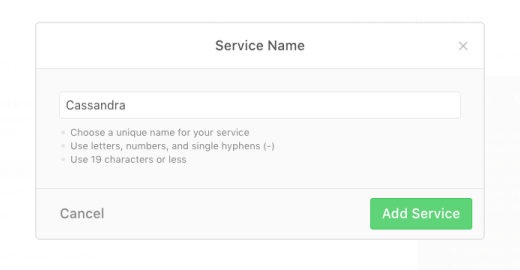 Service Name ×
Cassandra
Choose a unique name for your service
Use letters, numbers, and single hyphens (-)
Use 19 characters or less
Cancel Add Service